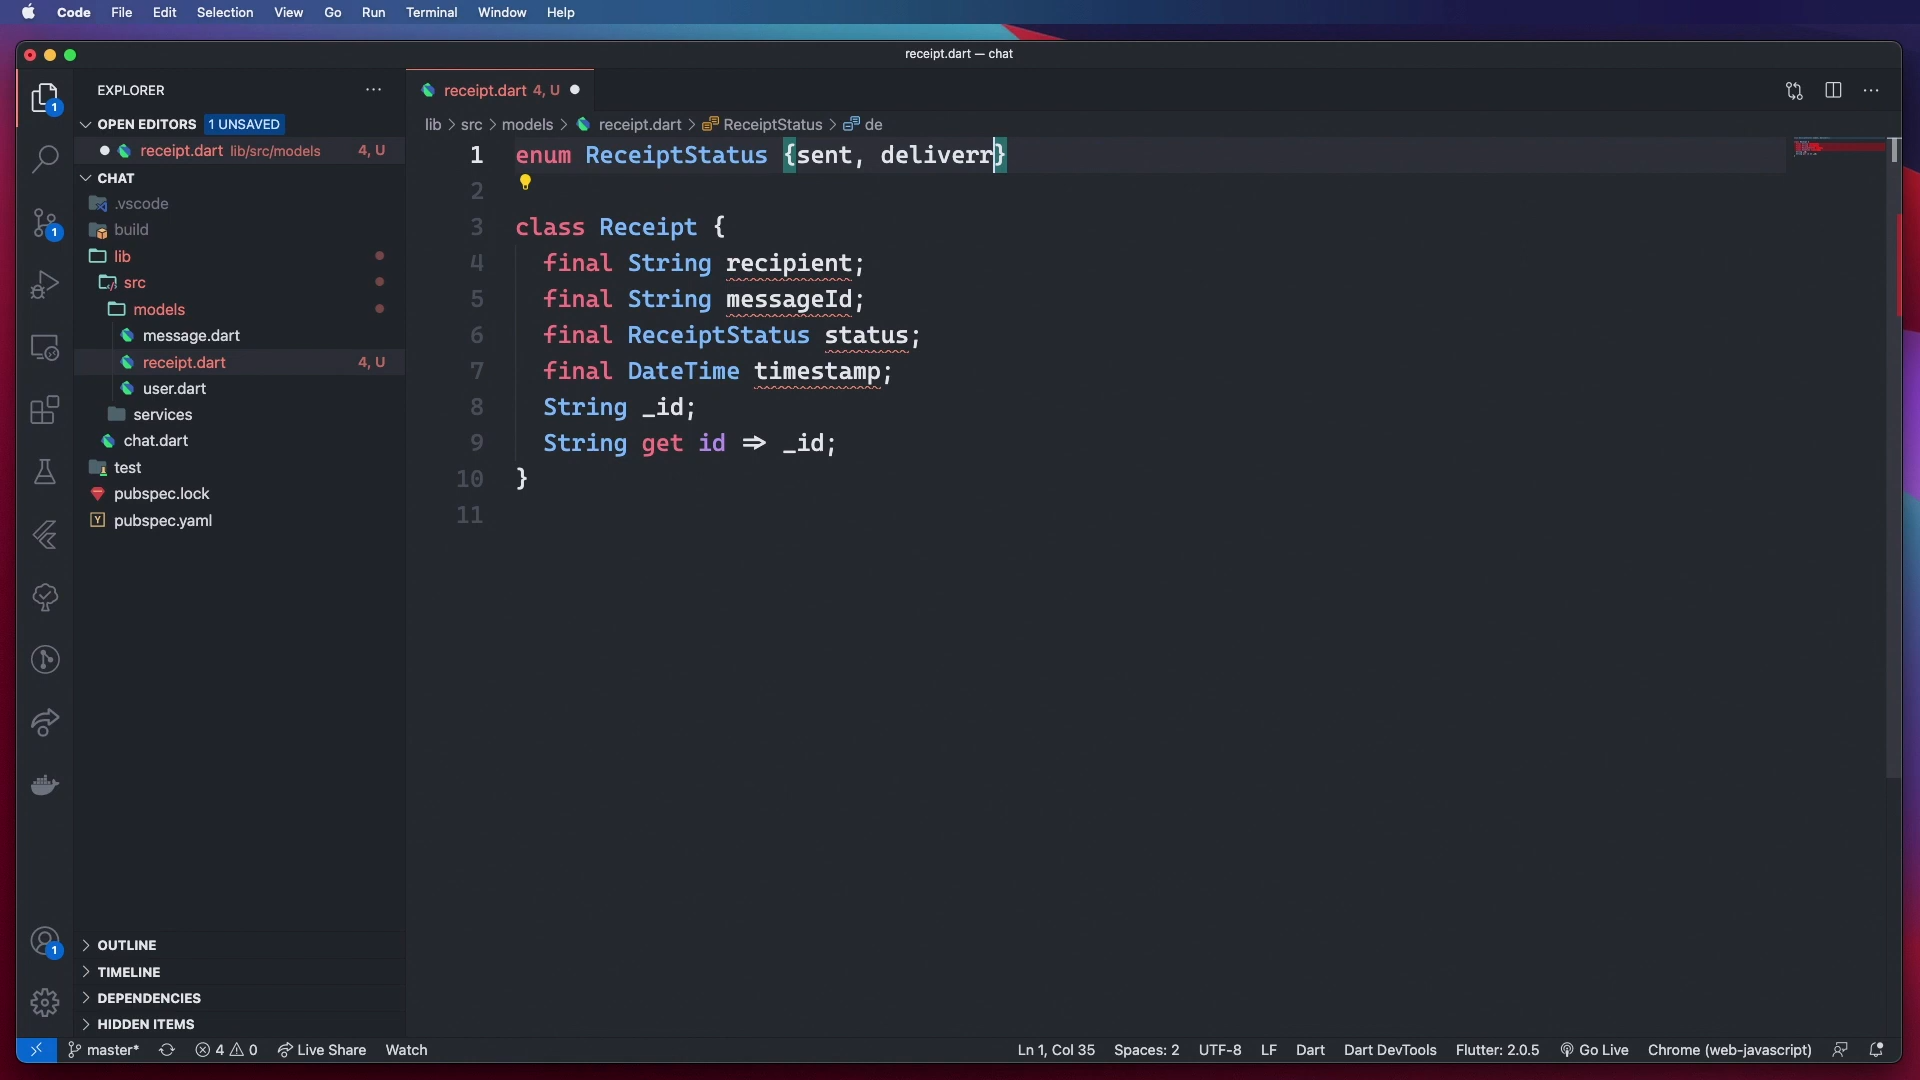 Code File Edit Selection View Go Run Terminal Window Help
receipt.dart — chat
EXPLORER
receipt.dart 4, U
OPEN EDITORS 1 UNSAVED
receipt.dart lib/src/models 4, U
CHAT
.vscode
build
lib
src
models
message.dart
receipt.dart 4, U
user.dart
services
chat.dart
test
pubspec.lock
pubspec.yaml
OUTLINE
TIMELINE
DEPENDENCIES
HIDDEN ITEMS
lib > src > models > receipt.dart > ReceiptStatus > de
1 enum ReceiptStatus {sent, deliverr}
2
3 class Receipt {
4 final String recipient;
5 final String messageId;
6 final ReceiptStatus status;
7 final DateTime timestamp;
8 String _id;
9 String get id => _id;
10 }
11
1
1
1
master* 4 0 Live Share Watch Ln 1, Col 35 Spaces: 2 UTF-8 LF Dart Dart DevTools Flutter: 2.0.5 Go Live Chrome (web-javascript)